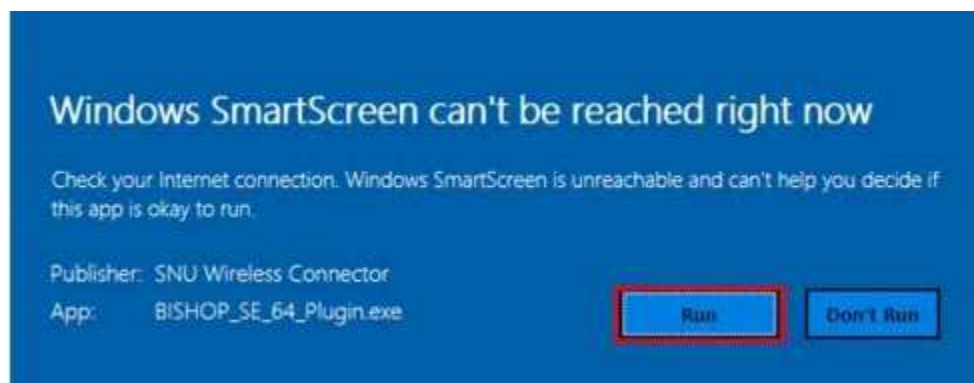 Windows SmartScreen can't be reached right now
Check your Internet connection. Windows SmartScreen is unreachable and can't help you decide if
this app is okay to run.
Publisher: SNU Wireless Connector
App: BISHOP_SE_64_Plugin.exe
Run Don't Run